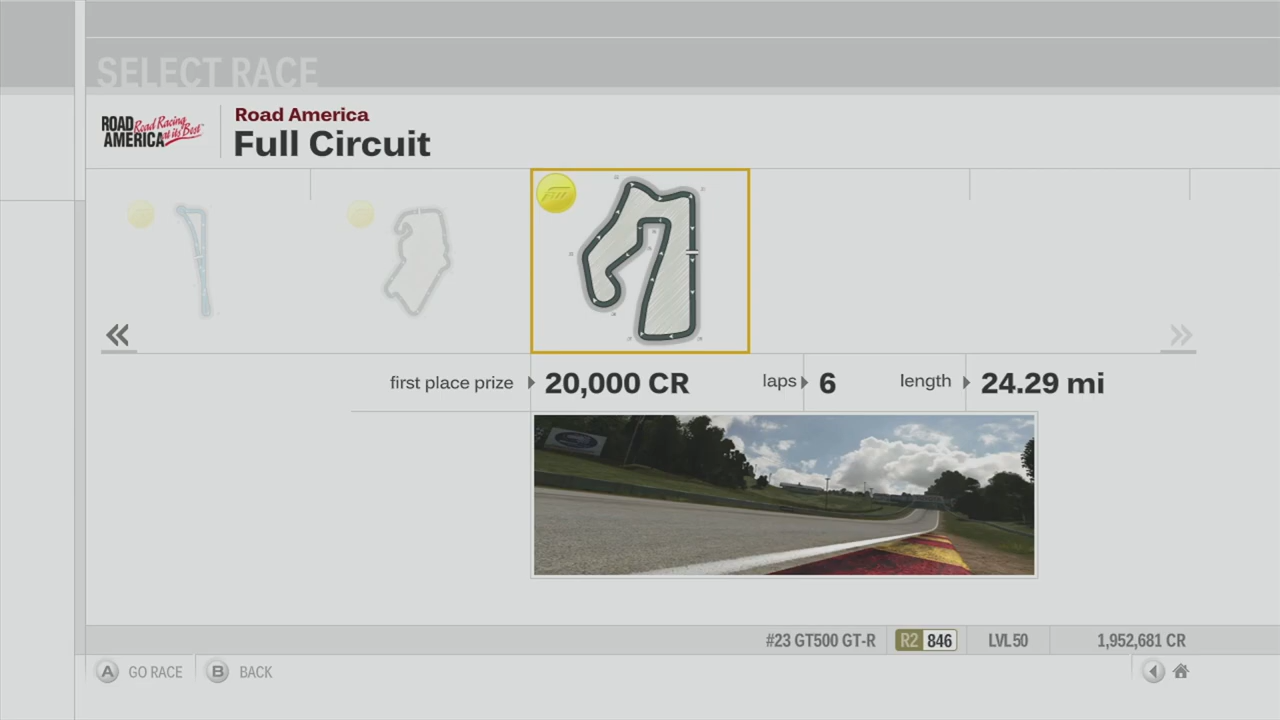 SELECT RACE
ROAD AMERICA Road Racing at its Best
Road America
Full Circuit
first place prize
20,000 CR
laps
6
length
24.29 mi
#23 GT500 GT-R
R2 846
LVL50
1,952,681 CR
A GO RACE
B BACK